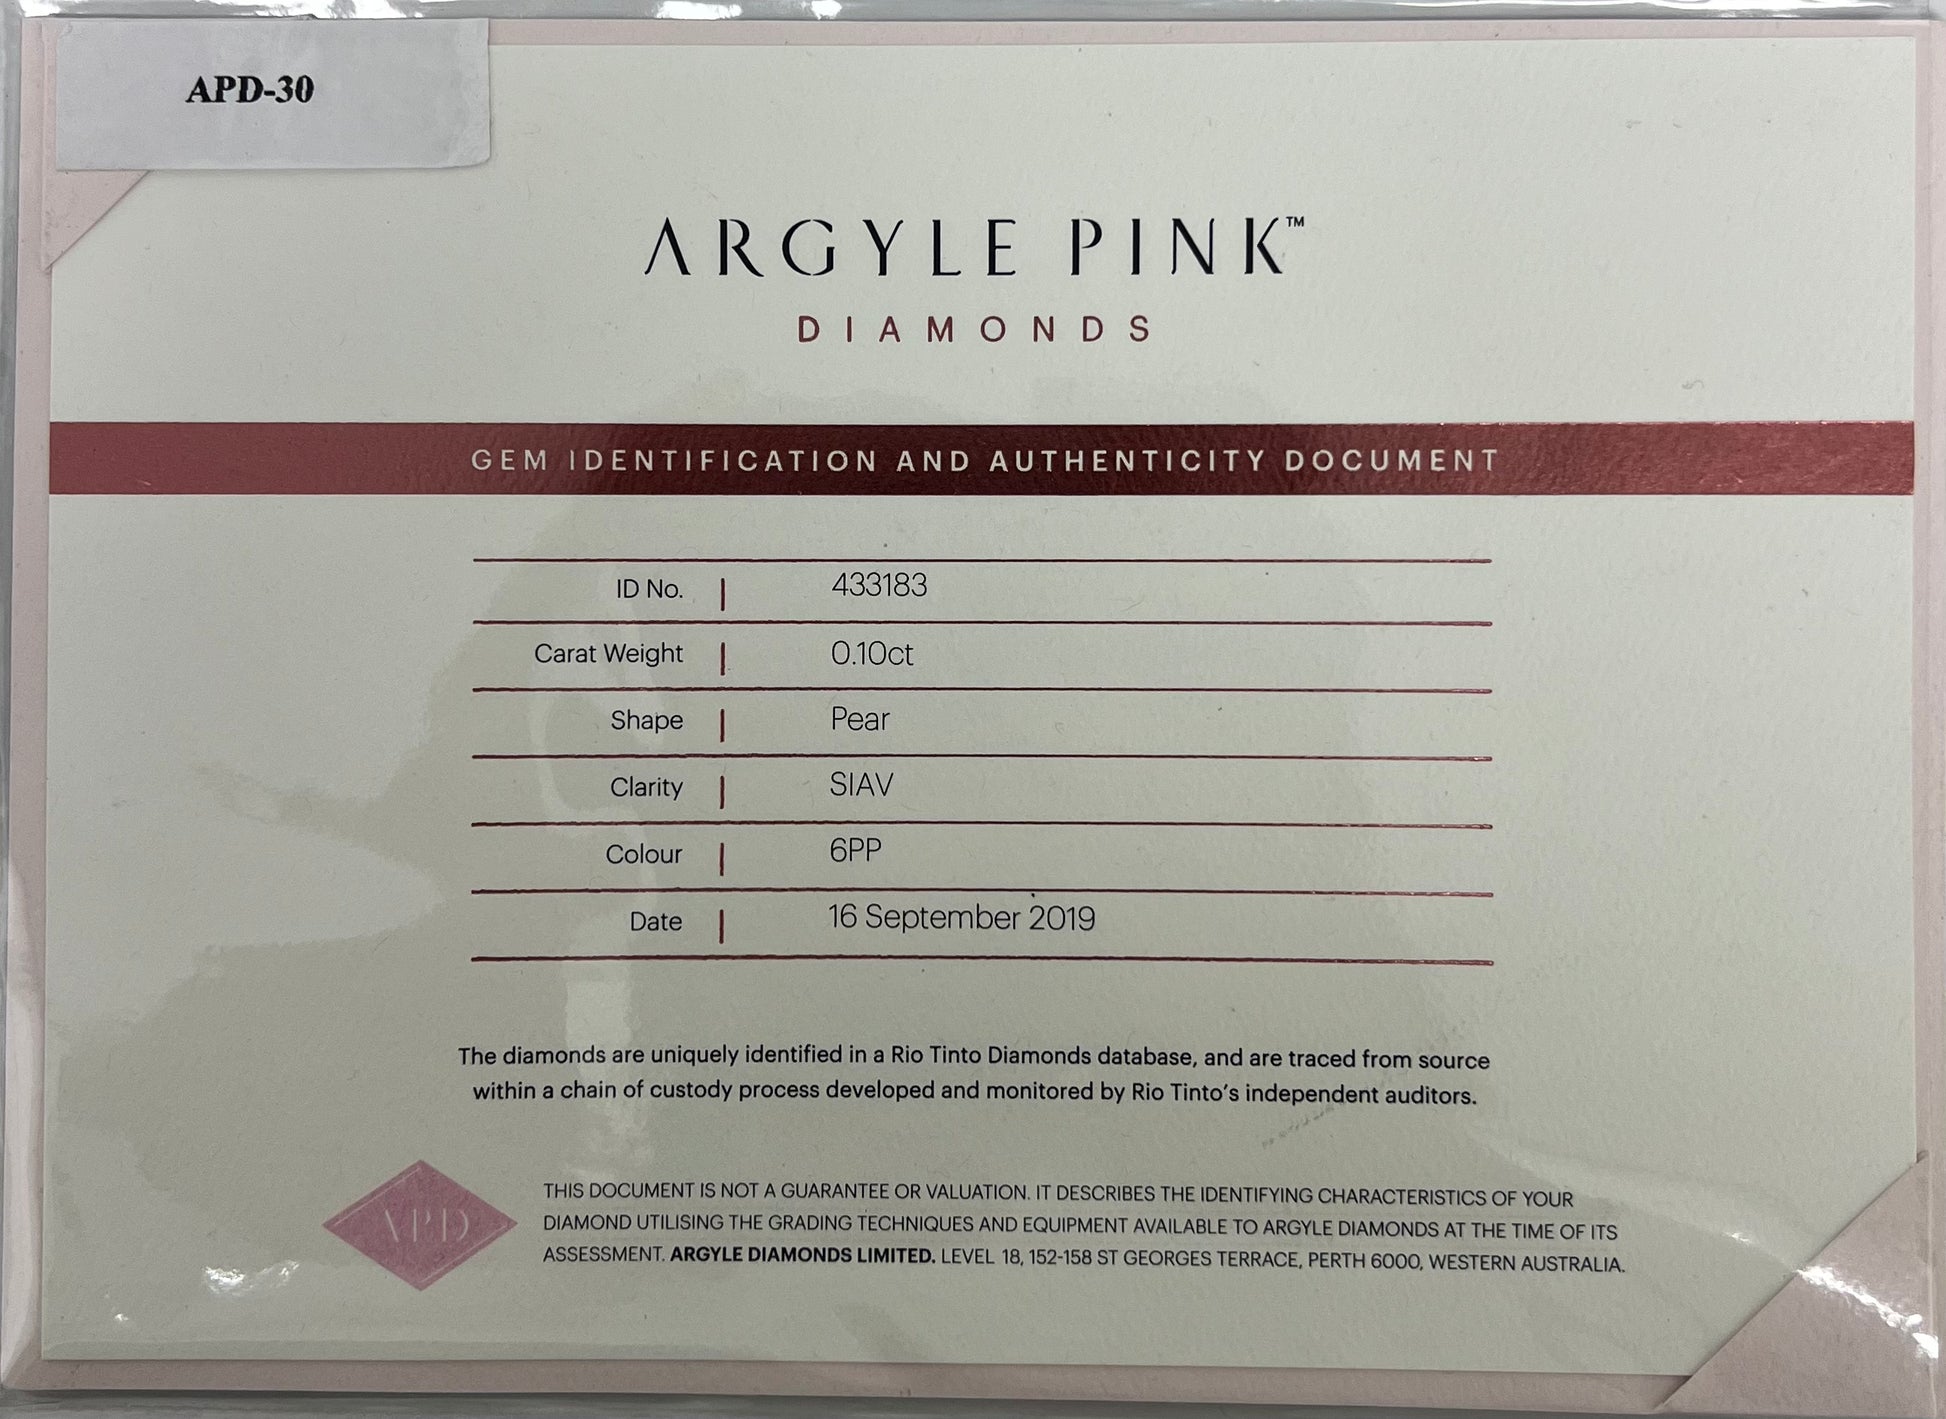 APD-30
ARGYLE PINK™
DIAMONDS
GEM IDENTIFICATION AND AUTHENTICITY DOCUMENT
ID No. | 433183
Carat Weight | 0.10ct
Shape | Pear
Clarity | SIAV
Colour | 6PP
Date | 16 September 2019
The diamonds are uniquely identified in a Rio Tinto Diamonds database, and are traced from source
within a chain of custody process developed and monitored by Rio Tinto's independent auditors.
APD
THIS DOCUMENT IS NOT A GUARANTEE OR VALUATION. IT DESCRIBES THE IDENTIFYING CHARACTERISTICS OF YOUR
DIAMOND UTILISING THE GRADING TECHNIQUES AND EQUIPMENT AVAILABLE TO ARGYLE DIAMONDS AT THE TIME OF ITS
ASSESSMENT. ARGYLE DIAMONDS LIMITED. LEVEL 18, 152-158 ST GEORGES TERRACE, PERTH 6000, WESTERN AUSTRALIA.